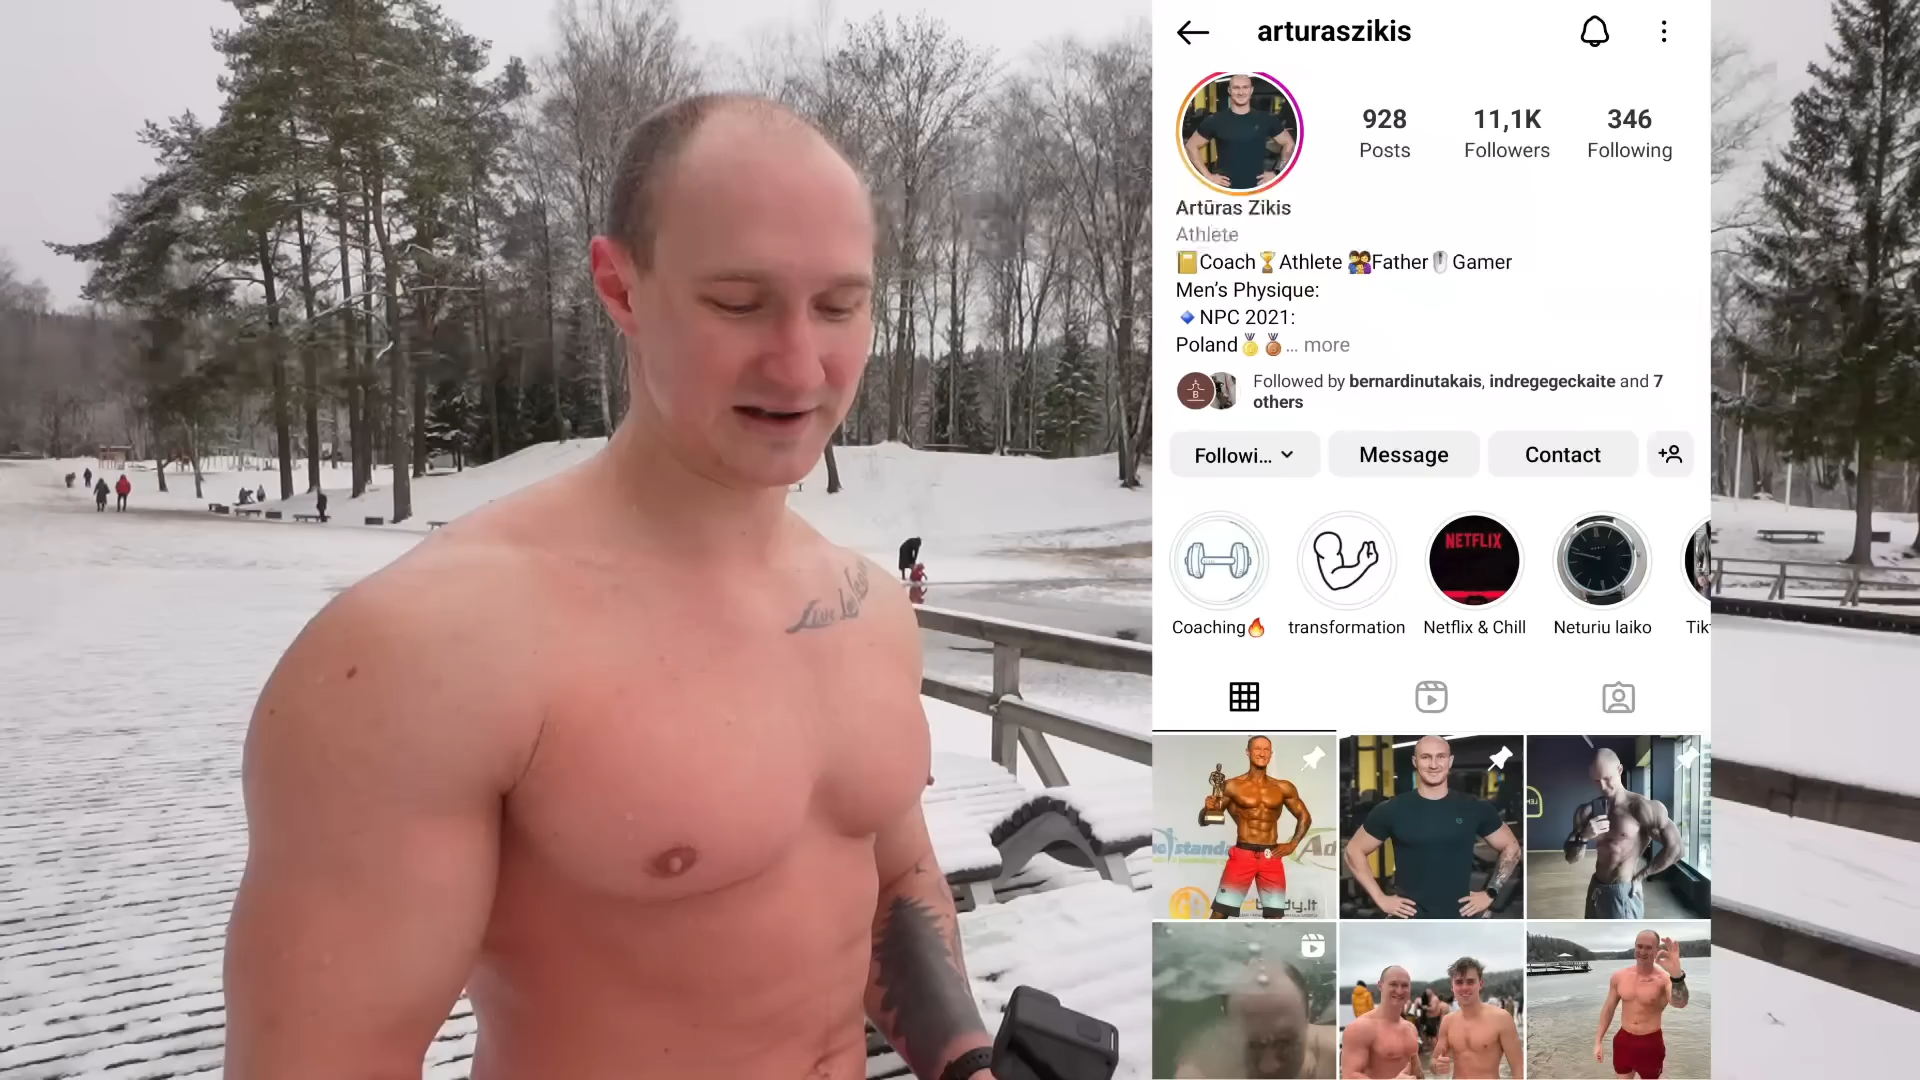 arturaszikis
928
Posts
11,1K
Followers
346
Following
Artūras Zikis
Athlete
Coach Athlete Father Gamer
Men’s Physique:
NPC 2021:
Poland ... more
Followed by bernardinutakais, indregegeckaite and 7
others
Followi...
Message
Contact
NETFLIX
Coaching
transformation
Netflix & Chill
Neturiu laiko
Live